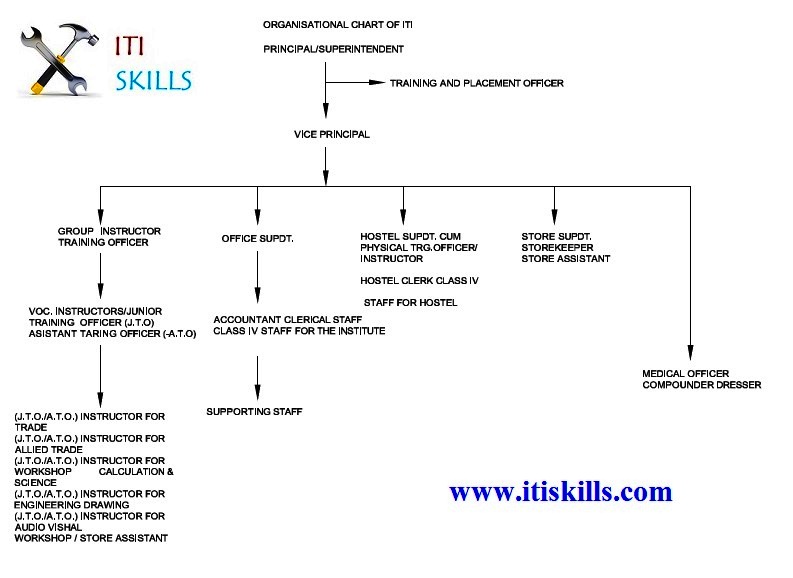 ORGANISATIONAL CHART OF ITI
ITI
SKILLS
PRINCIPAL/SUPERINTENDENT
TRAINING AND PLACEMENT OFFICER
VICE PRINCIPAL
GROUP INSTRUCTOR
TRAINING OFFICER
VOC. INSTRUCTORS/JUNIOR
TRAINING OFFICER (J.T.O)
ASISTANT TARING OFFICER (-A.T.O)
(J.T.O./A.T.O.) INSTRUCTOR FOR
TRADE
(J.T.O./A.T.O.) INSTRUCTOR FOR
ALLIED TRADE
(J.T.O./A.T.O.) INSTRUCTOR FOR
WORKSHOP CALCULATION &
SCIENCE
(J.T.O./A.T.O.) INSTRUCTOR FOR
ENGINEERING DRAWING
(J.T.O./A.T.O.) INSTRUCTOR FOR
AUDIO VISHAL
WORKSHOP / STORE ASSISTANT
OFFICE SUPDT.
ACCOUNTANT CLERICAL STAFF
CLASS IV STAFF FOR THE INSTITUTE
SUPPORTING STAFF
HOSTEL SUPDT. CUM
PHYSICAL TRG.OFFICER/
INSTRUCTOR
HOSTEL CLERK CLASS IV
STAFF FOR HOSTEL
STORE SUPDT.
STOREKEEPER
STORE ASSISTANT
MEDICAL OFFICER
COMPOUNDER DRESSER
www.itiskills.com